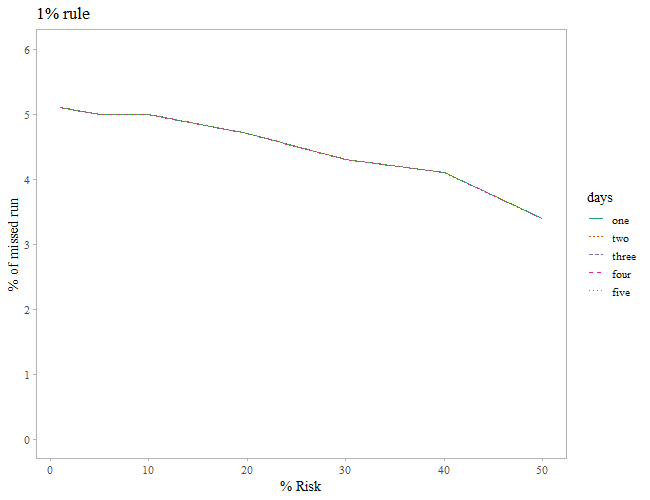 1% rule
% of missed run
6
5
4
3
2
1
0
0 10 20 30 40 50
% Risk
days
one
two
three
four
five